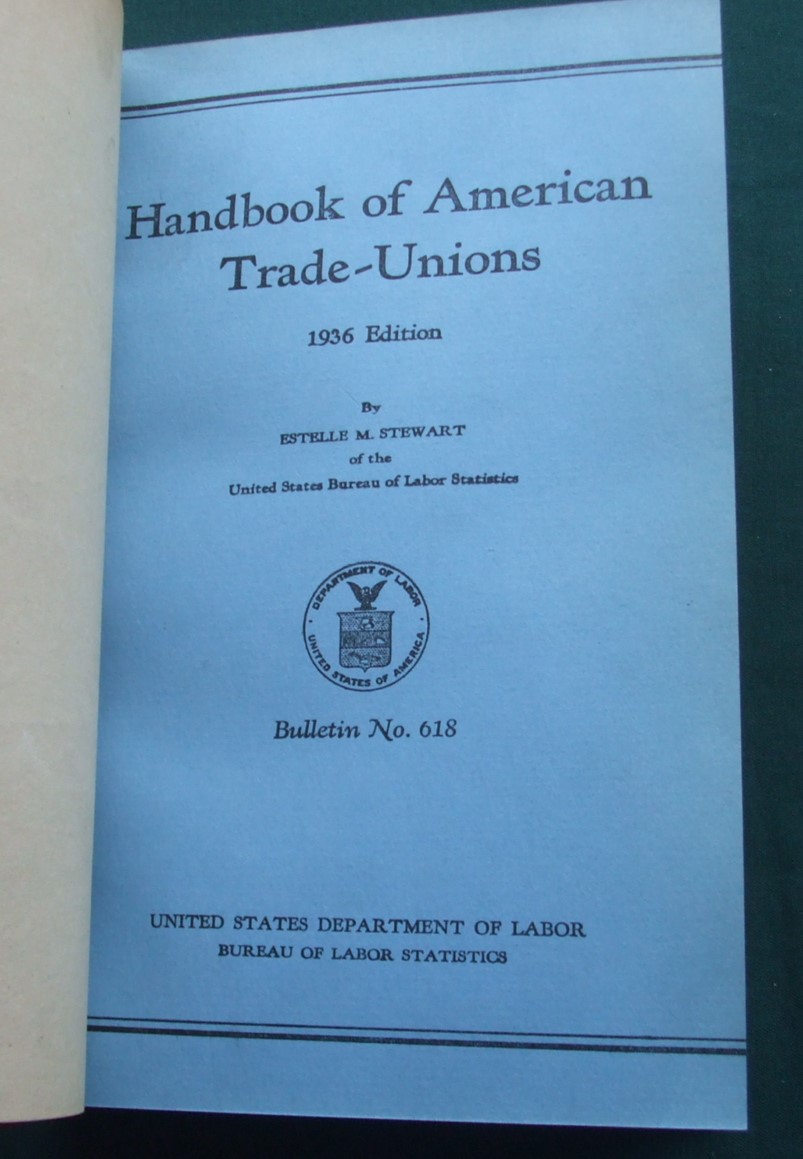 Handbook of American
Trade-Unions
1936 Edition
By
ESTELLE M. STEWART
of the
United States Bureau of Labor Statistics
DEPARTMENT OF LABOR
UNITED STATES OF AMERICA
Bulletin No. 618
UNITED STATES DEPARTMENT OF LABOR
BUREAU OF LABOR STATISTICS